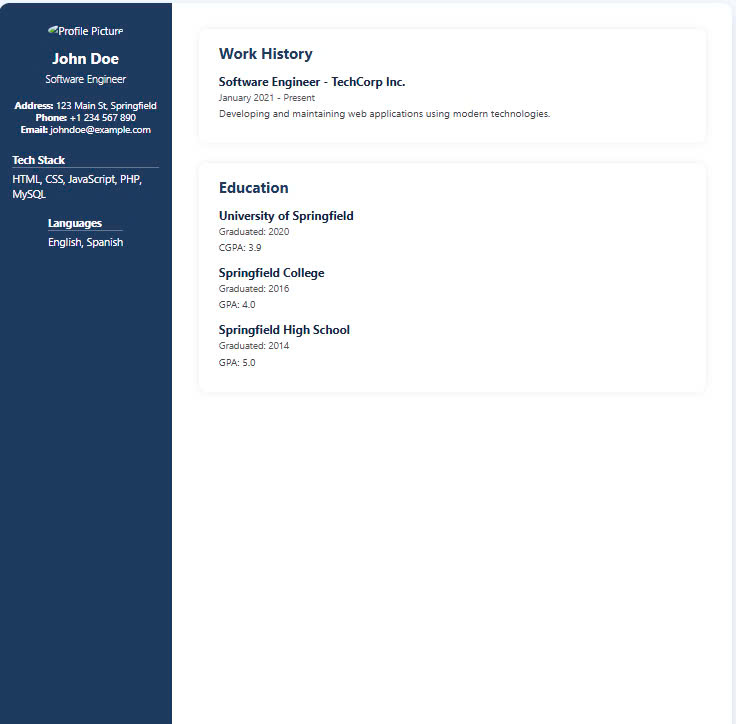 Profile Picture
John Doe
Software Engineer
Address: 123 Main St, Springfield
Phone: +1 234 567 890
Email: johndoe@example.com
Tech Stack
HTML, CSS, JavaScript, PHP,
MySQL
Languages
English, Spanish
Work History
Software Engineer - TechCorp Inc.
January 2021 - Present
Developing and maintaining web applications using modern technologies.
Education
University of Springfield
Graduated: 2020
CGPA: 3.9
Springfield College
Graduated: 2016
GPA: 4.0
Springfield High School
Graduated: 2014
GPA: 5.0